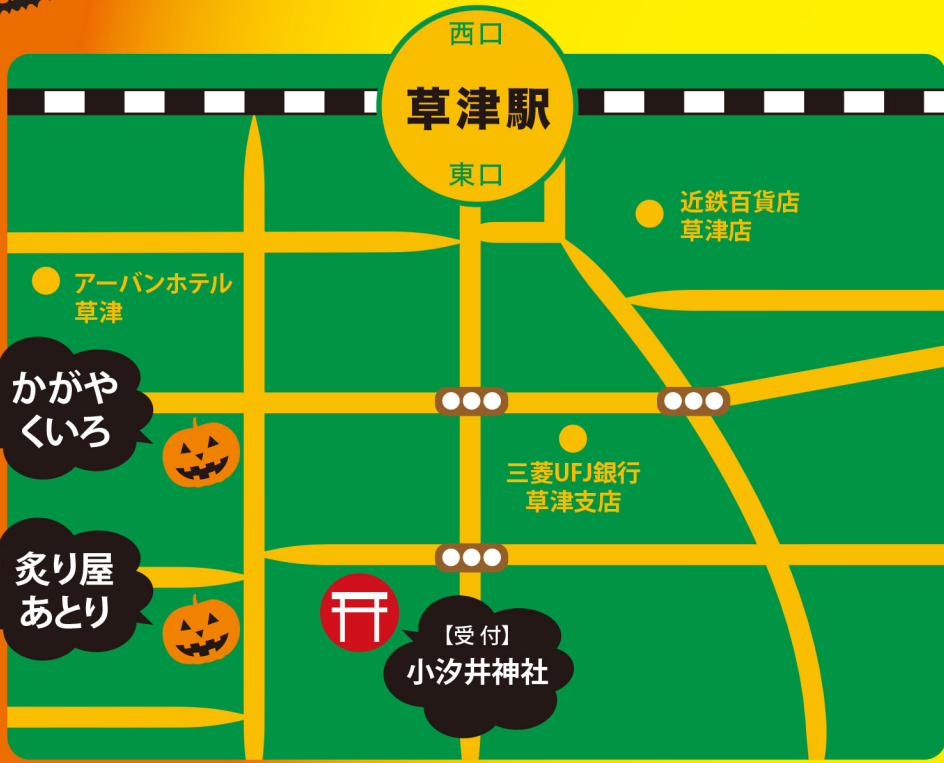 西口
草津駅
東口
近鉄百貨店
草津店
アーバンホテル
草津
かがや
くいろ
三菱UFJ銀行
草津支店
炙り屋
あとり
【受付】
小汐井神社